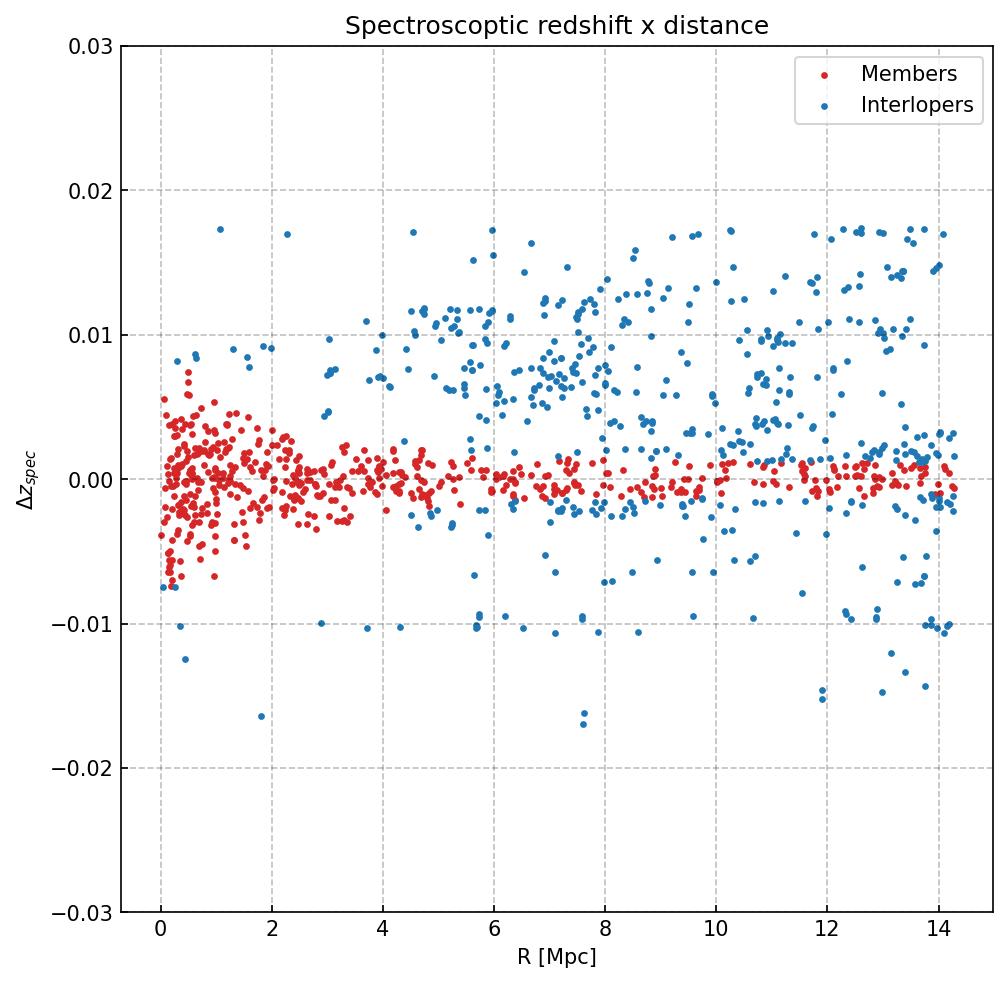 Spectroscoptic redshift x distance
Members
Interlopers
0.03
0.02
0.01
0.00
−0.01
−0.02
−0.03
Δz_spec
0 2 4 6 8 10 12 14
R [Mpc]